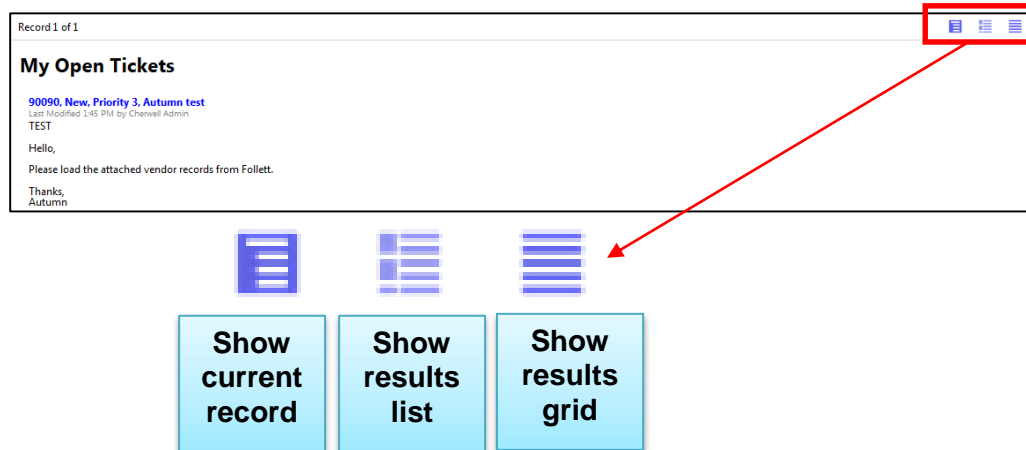 Record 1 of 1
My Open Tickets
90090, New, Priority 3, Autumn test
Last Modified 1:45 PM by Cherwell Admin
TEST
Hello,
Please load the attached vendor records from Follett.
Thanks,
Autumn
Show
current
record
Show
results
list
Show
results
grid